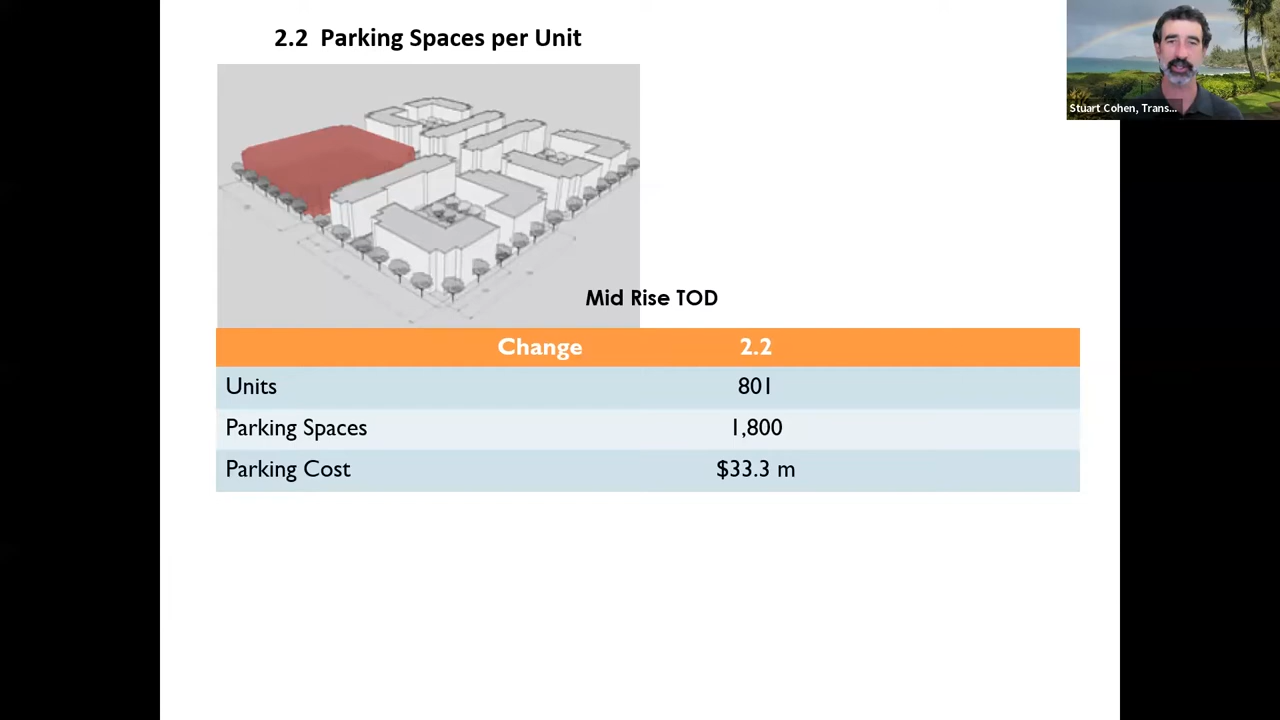 2.2 Parking Spaces per Unit
Stuart Cohen, Trans...
Mid Rise TOD
Change 2.2
Units 801
Parking Spaces 1,800
Parking Cost $33.3 m